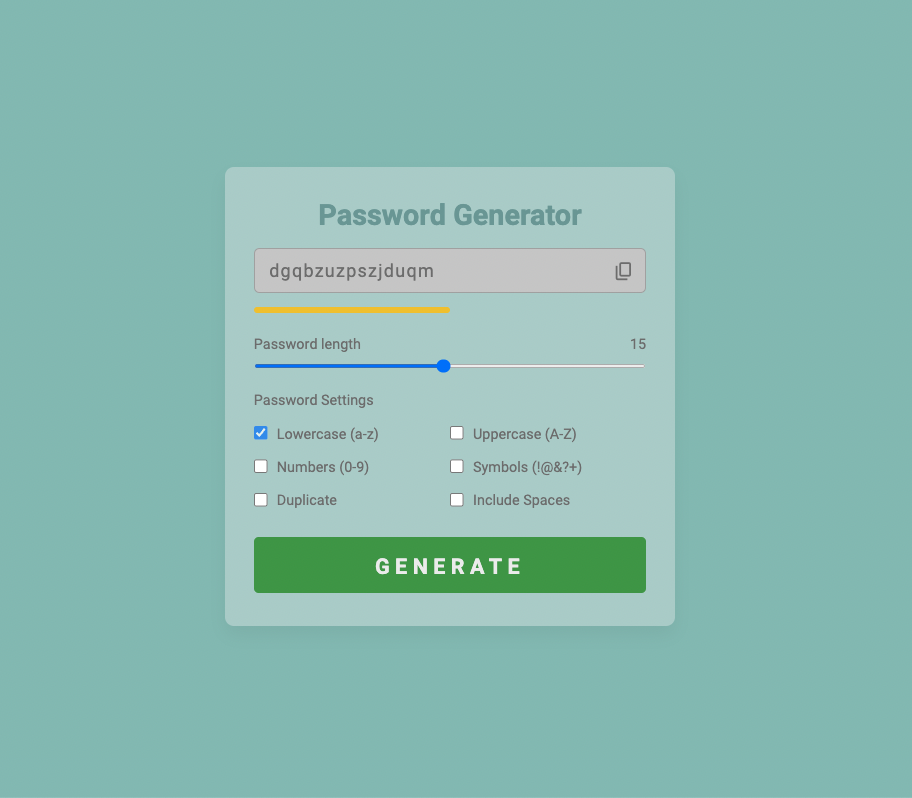 Password Generator
dgqbzuzpszjduqm
Password length 15
Password Settings
Lowercase (a-z) Uppercase (A-Z)
Numbers (0-9) Symbols (!@&?+)
Duplicate Include Spaces
GENERATE